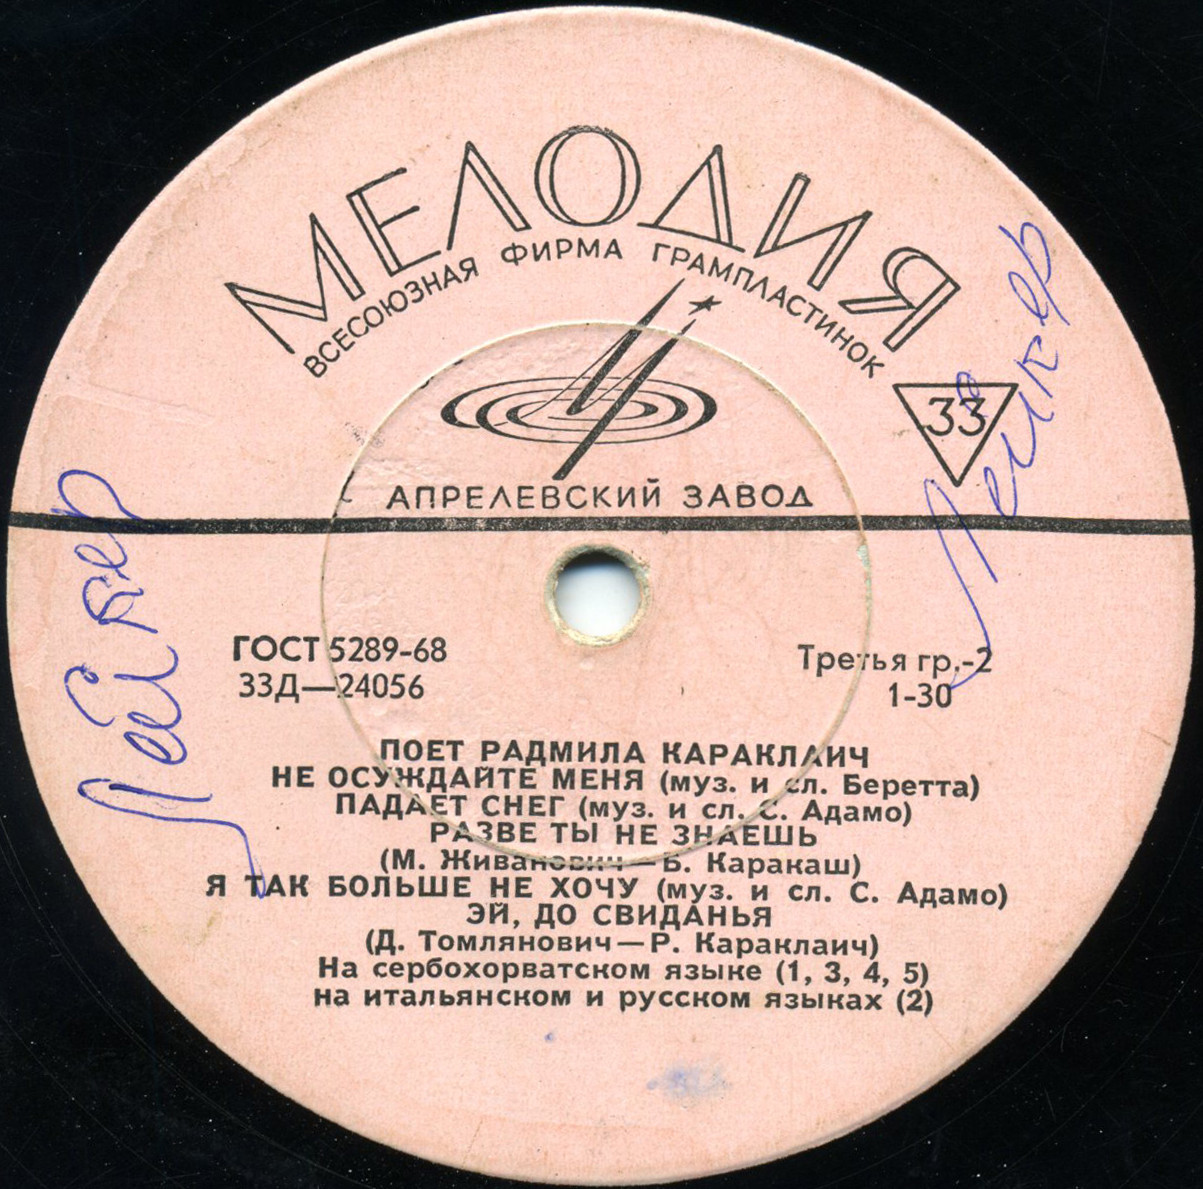 МЕЛОДИЯ
ВСЕСОЮЗНАЯ ФИРМА ГРАМПЛАСТИНОК
33
АПРЕЛЕВСКИЙ ЗАВОД
ГОСТ 5289-68
Третья гр.-2
33Д—24056
1-30
ПОЕТ РАДМИЛА КАРАКЛАИЧ
НЕ ОСУЖДАЙТЕ МЕНЯ (муз. и сл. Беретта)
ПАДАЕТ СНЕГ (муз. и сл. С. Адамо)
РАЗВЕ ТЫ НЕ ЗНАЕШЬ
(М. Живанович—Б. Каракаш)
Я ТАК БОЛЬШЕ НЕ ХОЧУ (муз. и сл. С. Адамо)
ЭЙ, ДО СВИДАНЬЯ
(Д. Томлянович—Р. Караклаич)
На сербохорватском языке (1, 3, 4, 5)
на итальянском и русском языках (2)